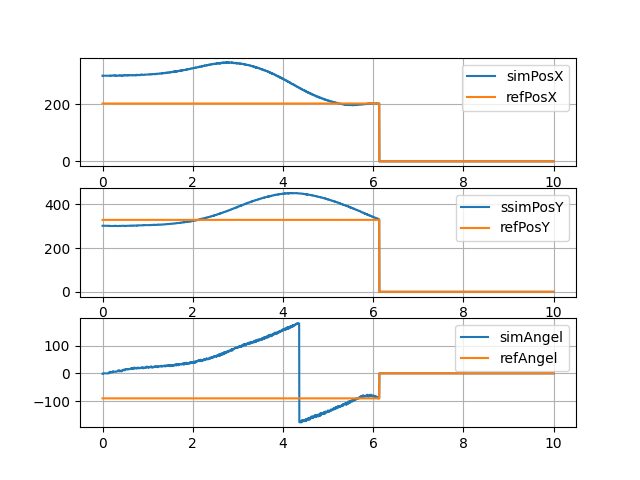 simPosX
refPosX
200
0
0 2 4 6 8 10
ssimPosY
refPosY
400
200
0
0 2 4 6 8 10
simAngel
refAngel
100
0
−100
0 2 4 6 8 10